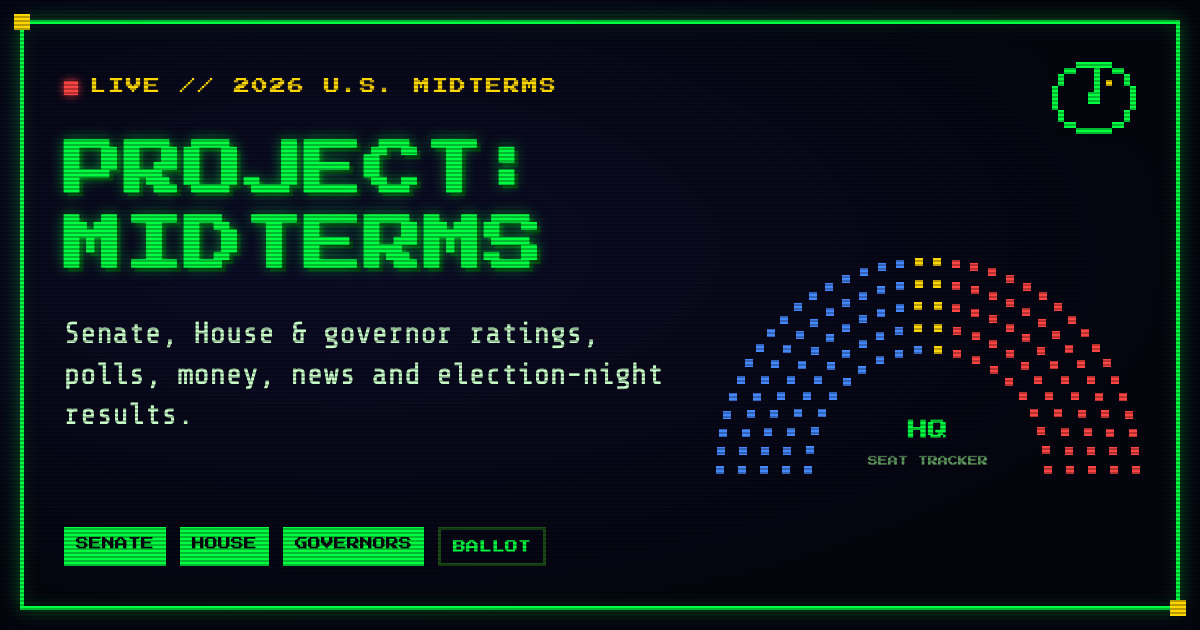 LIVE // 2026 U.S. MIDTERMS
PROJECT:
MIDTERMS
Senate, House & governor ratings,
polls, money, news and election-night
results.
HQ
SEAT TRACKER
SENATE HOUSE GOVERNORS BALLOT